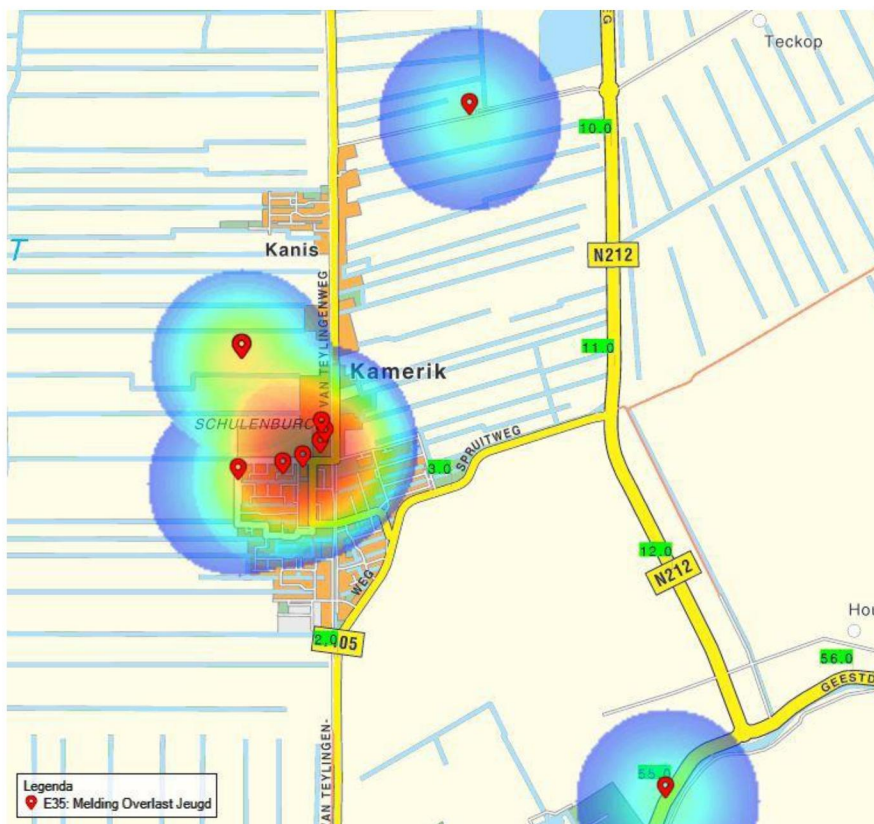 G
Teckop
10.0
Kanis
T
N212
VAN TEYLINGENWEG
11.0
Kamerik
SCHULENBURG
SPRUITWEG
3.0
12.0
N212
WEG
Hou
2,0
405
56.0
GEESTD
VAN TEYLINGEN-
55.0
Legenda
E35: Melding Overlast Jeugd